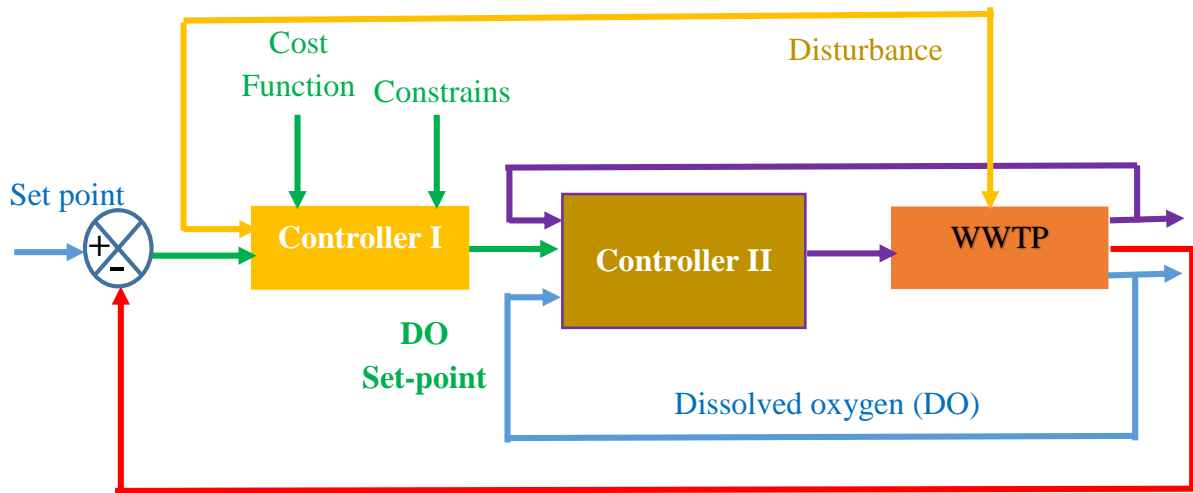 Cost
Function
Constrains
Disturbance
Set point
+
-
Controller I
Controller II
WWTP
DO
Set-point
Dissolved oxygen (DO)